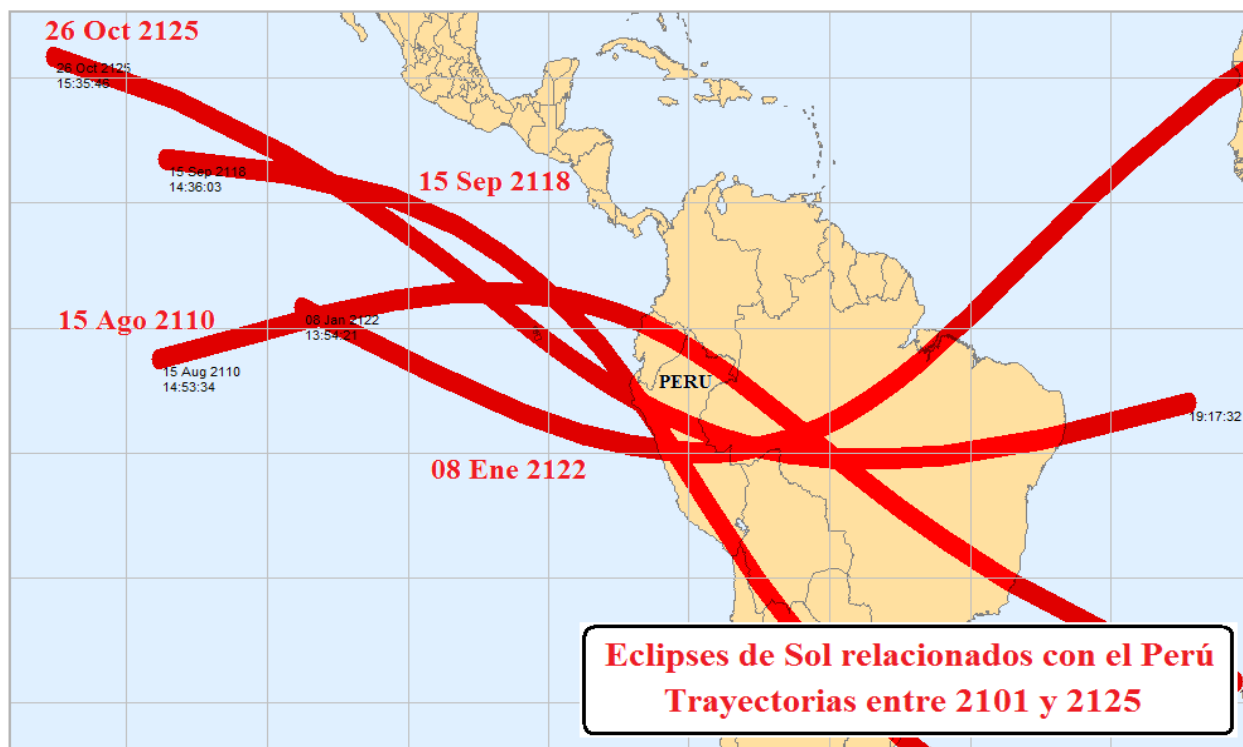 26 Oct 2125
26 Oct 2125
15:35:46
15 Sep 2118
14:36:03
15 Sep 2118
15 Ago 2110
08 Jan 2122
13:54:21
15 Aug 2110
14:53:34
PERU
19:17:32
08 Ene 2122
Eclipses de Sol relacionados con el Perú
Trayectorias entre 2101 y 2125